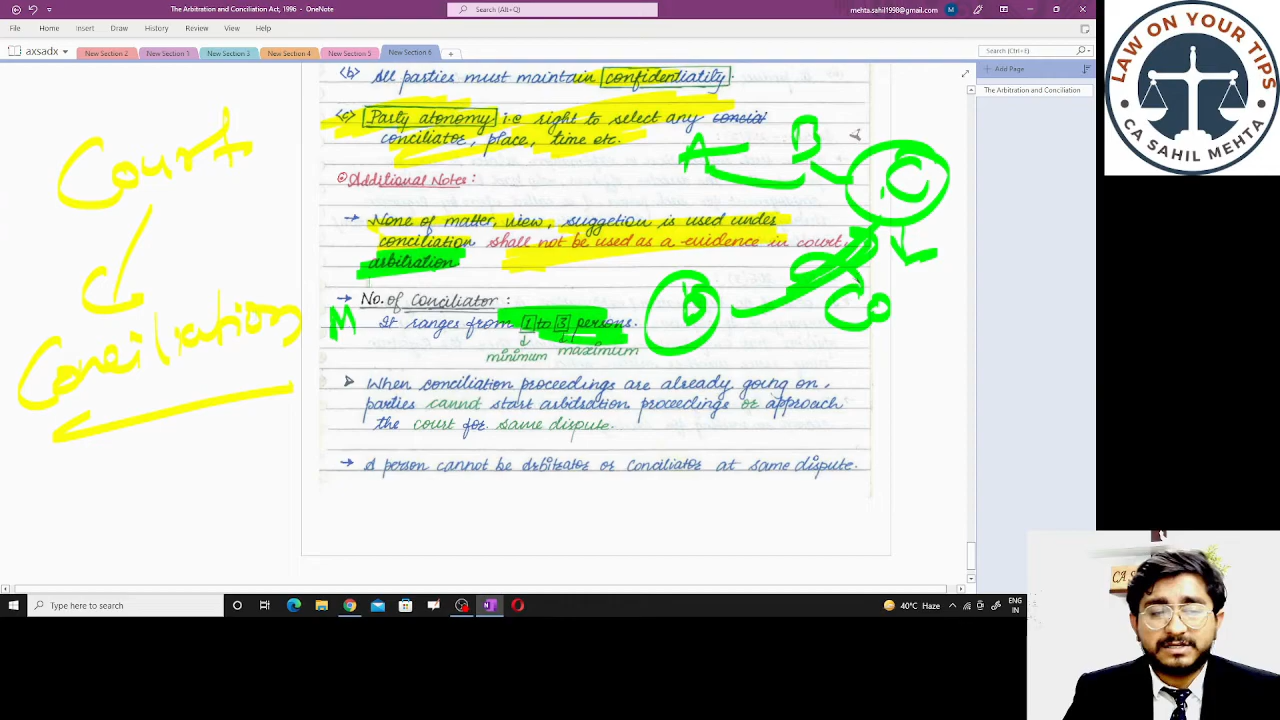 The Arbitration and Conciliation Act, 1996 - OneNote
Search (Alt+Q)
mehta.sahil1998@gmail.com
M
File Home Insert Draw History Review View Help
axsadx
New Section 2 New Section 1 New Section 3 New Section 4 New Section 5 New Section 6 +
Search (Ctrl+E)
Add Page
The Arbitration and Conciliation
<b> All parties must maintain confidentiatity.
<c> Party atonomy i.e right to select any conciat
conciliator, place, time etc.
Additional Notes:
→ None of matter, view, suggetion is used under
conciliation shall not be used as a evidence in court
arbitration
→ No. of conciliator:
It ranges from 1 to 3 persons.
minimum maximum
When conciliation proceedings are already going on,
parties cannot start arbitration proceedings or approach
the court for same dispute.
→ A person cannot be arbitrator or conciliator at same dispute.
Court
Conciliation
A B C
M
LAW ON YOUR TIPS
CA SAHIL MEHTA
Type here to search
40°C Haze
ENG
IN